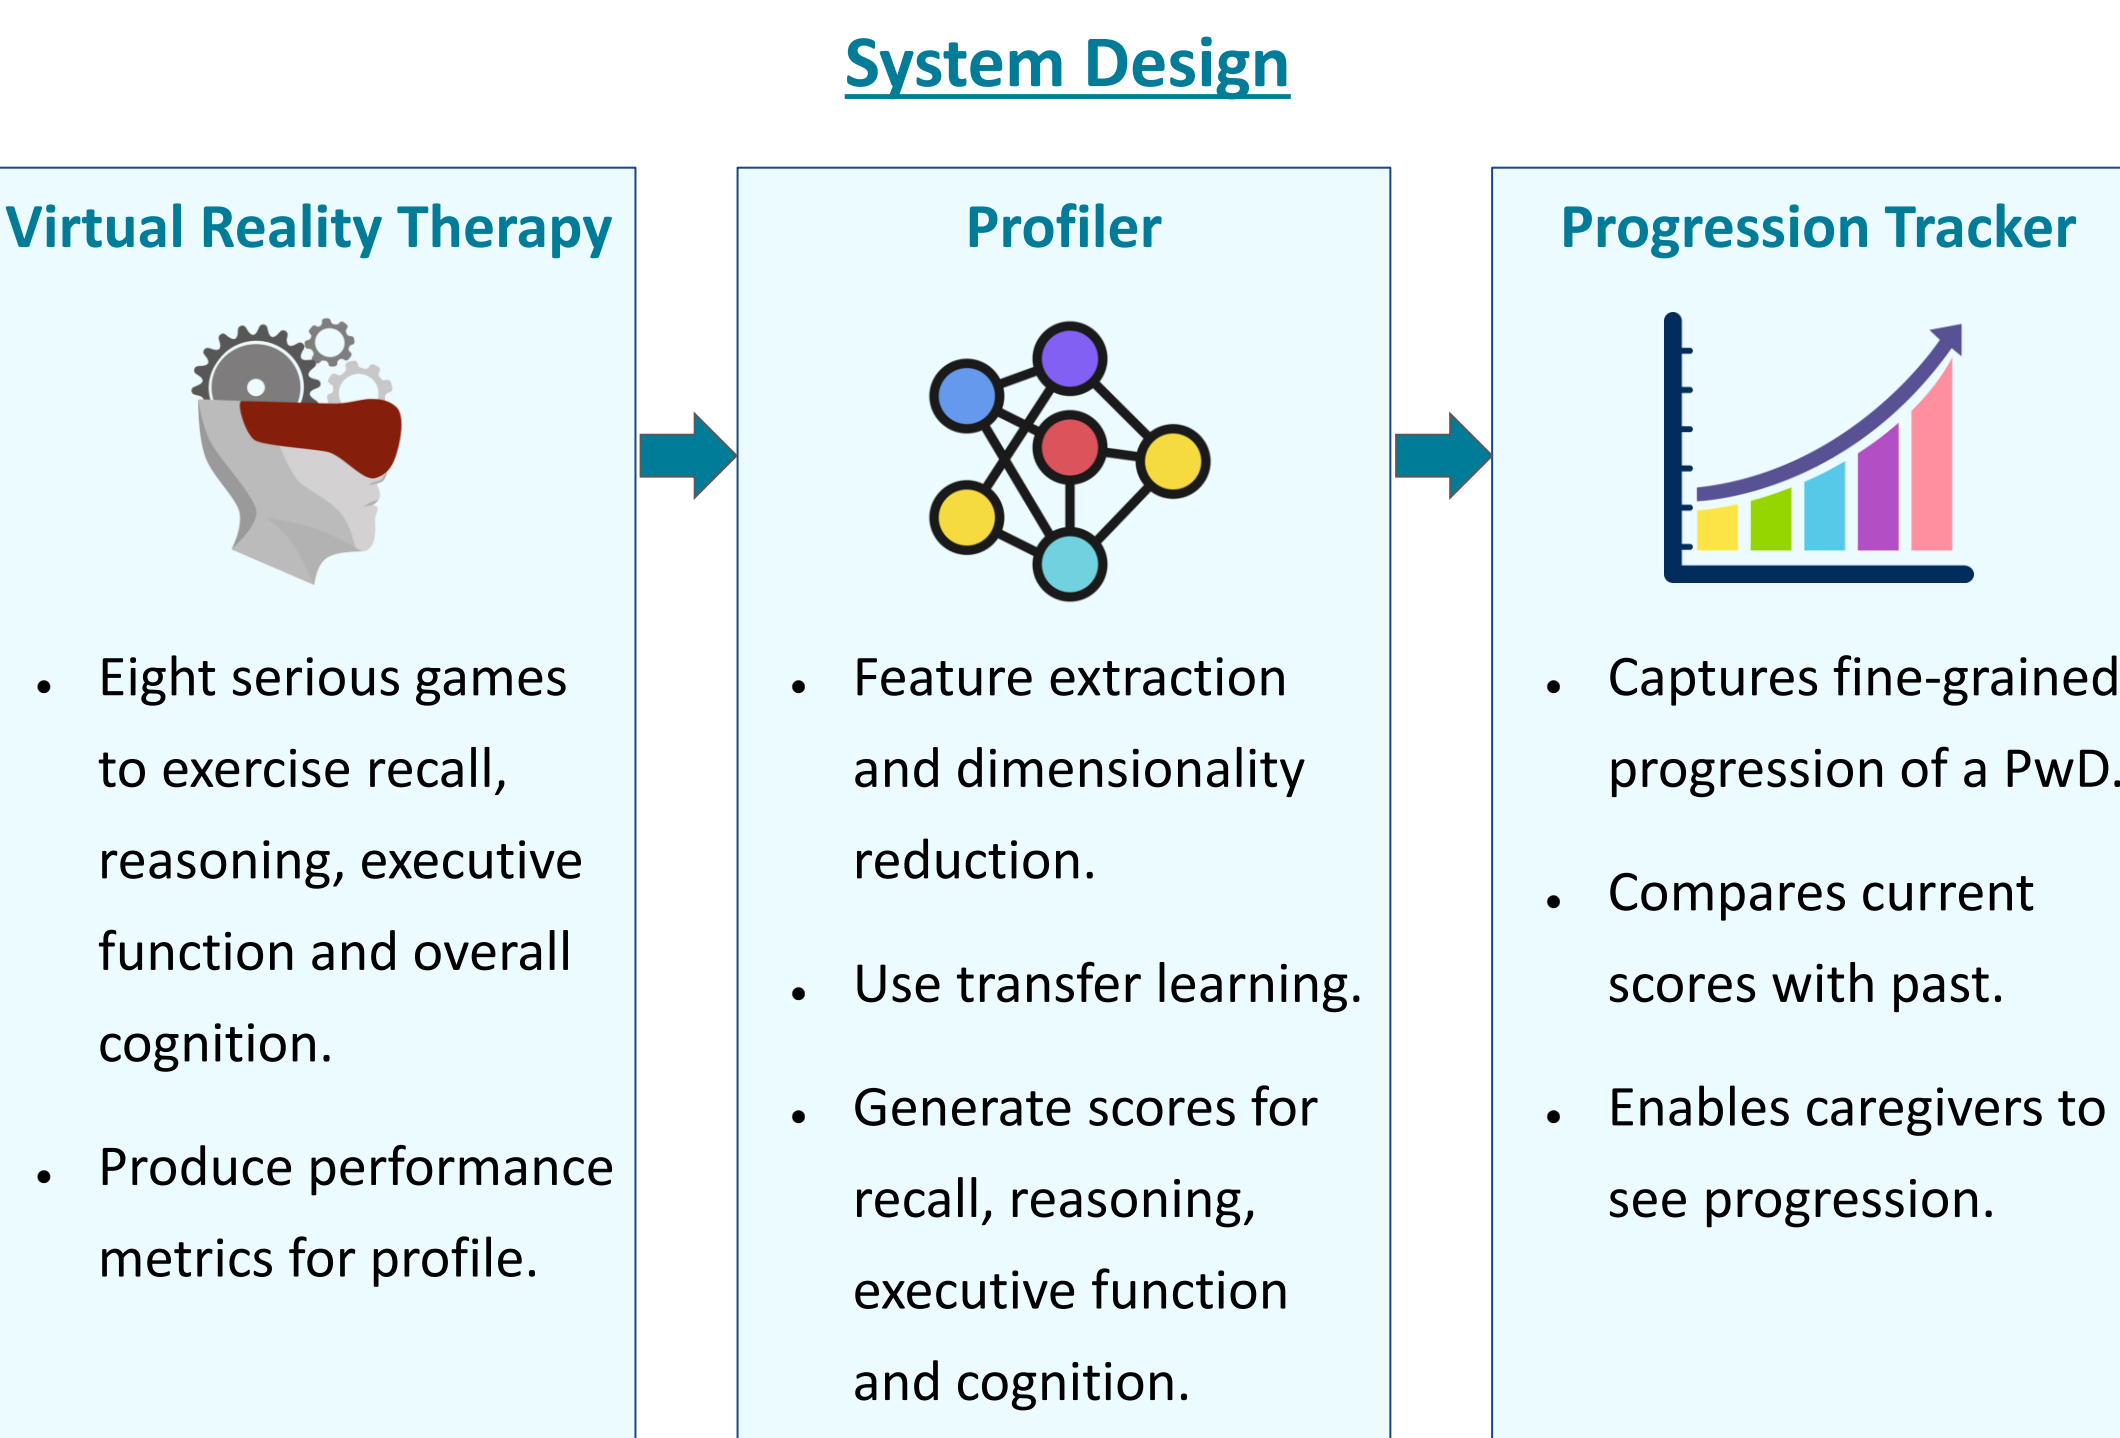 System Design
Virtual Reality Therapy
• Eight serious games
to exercise recall,
reasoning, executive
function and overall
cognition.
• Produce performance
metrics for profile.
Profiler
• Feature extraction
and dimensionality
reduction.
• Use transfer learning.
• Generate scores for
recall, reasoning,
executive function
and cognition.
Progression Tracker
• Captures fine-grained
progression of a PwD.
• Compares current
scores with past.
• Enables caregivers to
see progression.